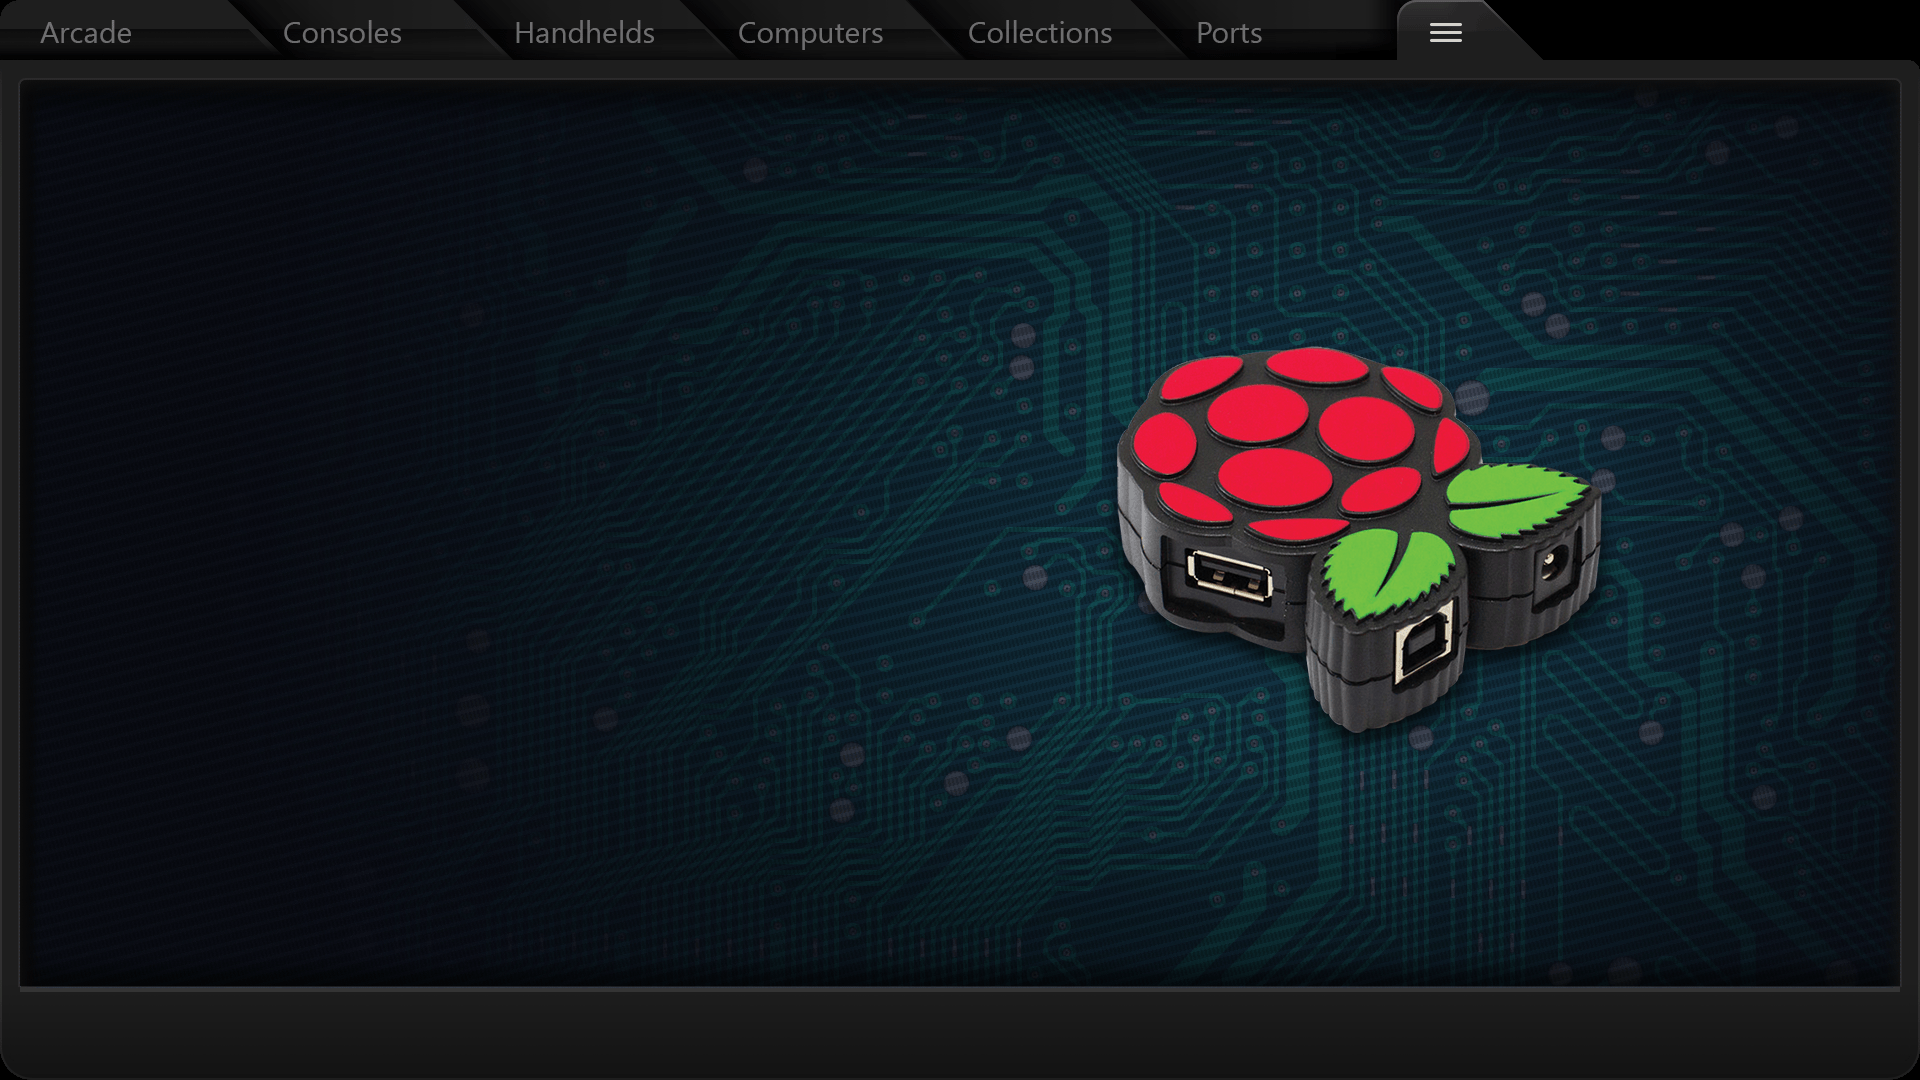 Arcade
Consoles
Handhelds
Computers
Collections
Ports